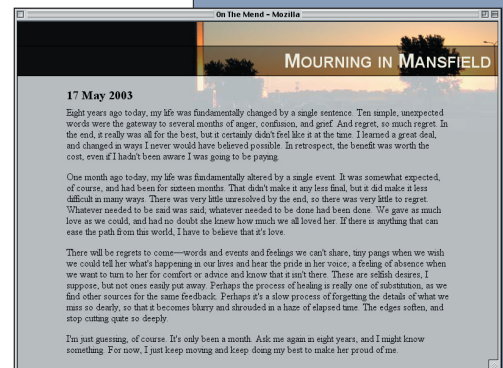 On The Mend - Mozilla
MOURNING IN MANSFIELD
17 May 2003
Eight years ago today, my life was fundamentally changed by a single sentence. Ten simple, unexpected
words were the gateway to several months of anger, confusion, and grief. And regret, so much regret. In
the end, it really was all for the best, but it certainly didn't feel like it at the time. I learned a great deal,
and changed in ways I never would have believed possible. In retrospect, the benefit was worth the
cost, even if I hadn't been aware I was going to be paying.
One month ago today, my life was fundamentally altered by a single event. It was somewhat expected,
of course, and had been for sixteen months. That didn't make it any less final, but it did make it less
difficult in many ways. There was very little unresolved by the end, so there was very little to regret.
Whatever needed to be said was said, whatever needed to be done had been done. We gave as much
love as we could, and had no doubt she knew how much we all loved her. If there is anything that can
ease the path from this world, I have to believe that it's love.
There will be regrets to come—words and events and feelings we can't share, tiny pangs when we wish
we could tell her what's happening in our lives and hear the pride in her voice; a feeling of absence when
we want to turn to her for comfort or advice and know that it isn't there. These are selfish desires, I
suppose, but not ones easily put away. Perhaps the process of healing is really one of substitution, as we
find other sources for the same feedback. Perhaps it's a slow process of forgetting the details of what we
miss so dearly, so that it becomes blurry and shrouded in a haze of elapsed time. The edges soften, and
stop cutting quite so deeply.
I'm just guessing, of course. It's only been a month. Ask me again in eight years, and I might know
something. For now, I just keep moving and keep doing my best to make her proud of me.